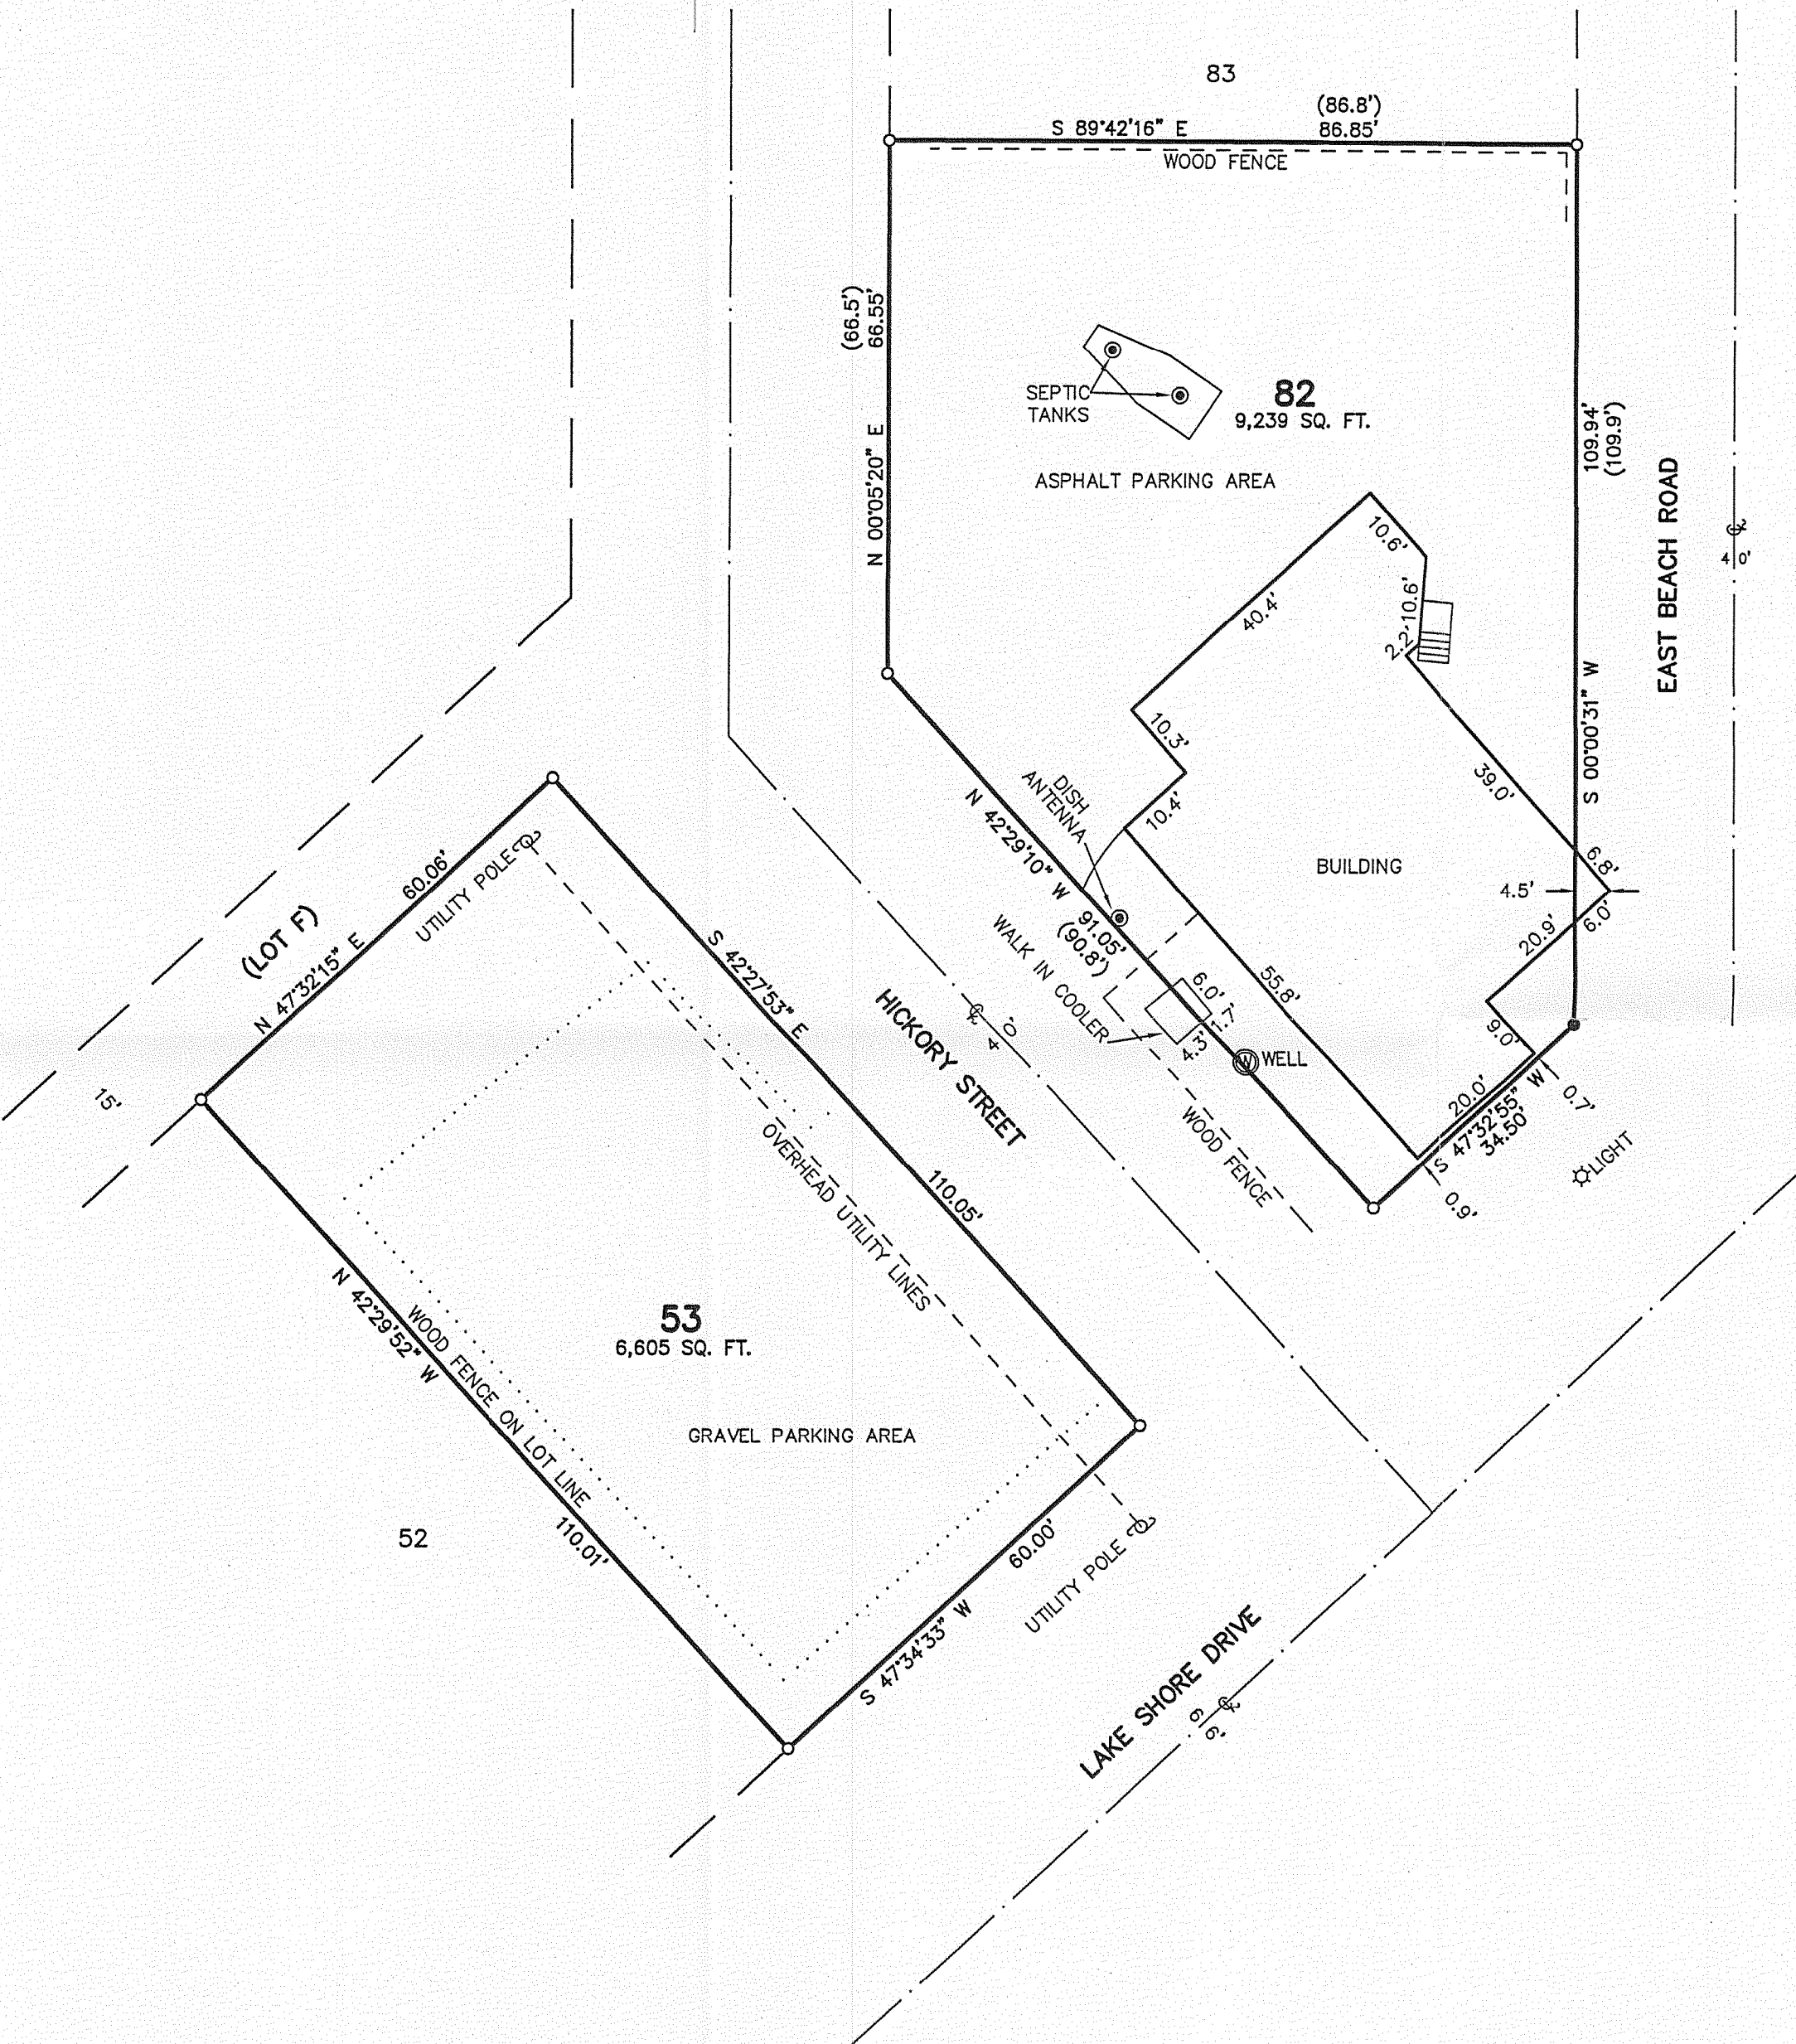 83
(86.8')
S 89°42'16" E 86.85'
WOOD FENCE
(66.5')
66.55'
N 00°05'20" E
SEPTIC
TANKS
82
9,239 SQ. FT.
ASPHALT PARKING AREA
109.94'
(109.9')
S 00°00'31" W
EAST BEACH ROAD
4 0'
10.6'
10.6'
2.2'
40.4'
10.3'
10.4'
39.0'
DISH
ANTENNA
BUILDING
6.8'
4.5'
6.0'
20.9'
N 42°29'10" W
91.05'
(90.8')
WALK IN COOLER
6.0'
1.7'
4.3'
55.8'
WELL
W
9.0'
20.0'
0.7'
S 47°32'55" W
34.50'
0.9'
LIGHT
WOOD FENCE
HICKORY STREET
4 0'
60.06'
UTILITY POLE
(LOT F)
N 47°32'15" E
15'
S 42°27'53" E
110.05'
OVERHEAD UTILITY LINES
53
6,605 SQ. FT.
GRAVEL PARKING AREA
N 42°29'52" W
WOOD FENCE ON LOT LINE
110.01'
52
60.00'
S 47°34'33" W
UTILITY POLE
LAKE SHORE DRIVE
6 6'